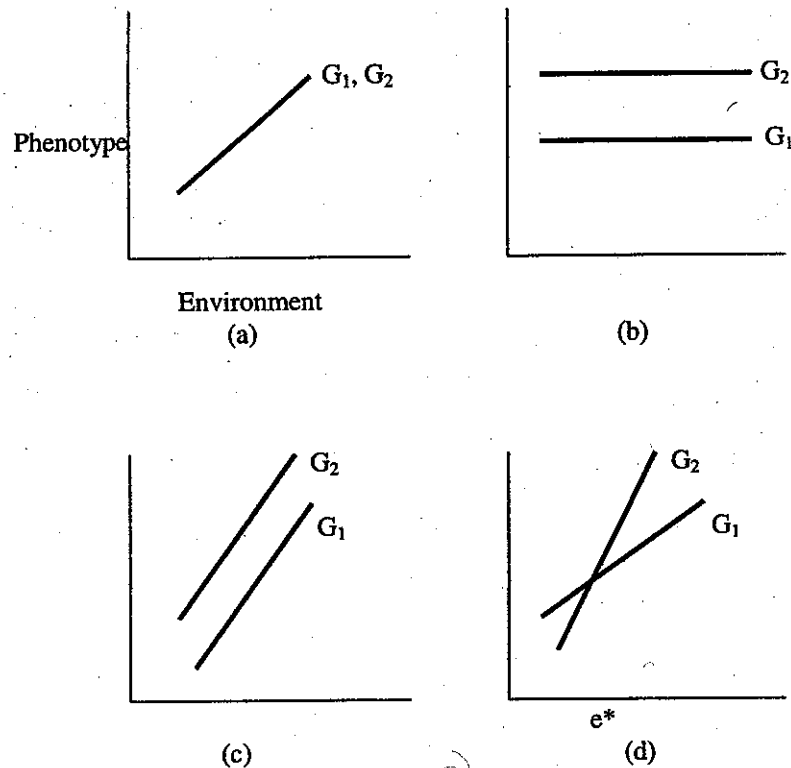 G₁, G₂
Phenotype
Environment
(a)
G₂
G₁
(b)
G₂
G₁
(c)
G₂
G₁
e*
(d)